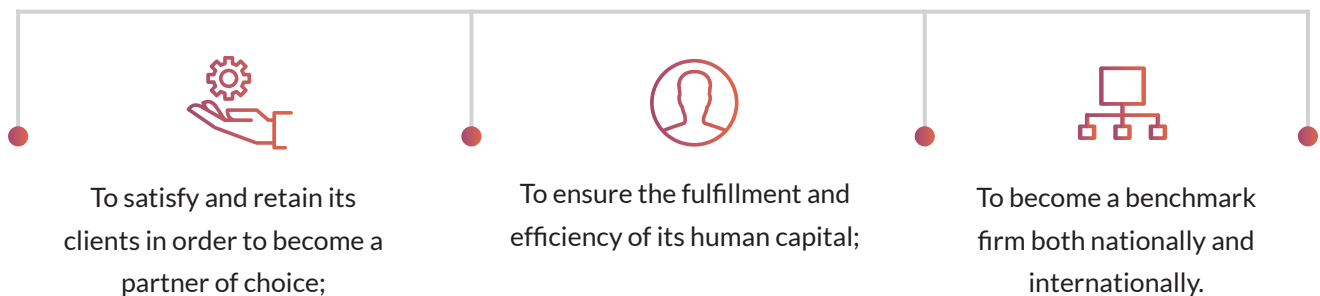 To satisfy and retain its
clients in order to become a
partner of choice;
To ensure the fulfillment and
efficiency of its human capital;
To become a benchmark
firm both nationally and
internationally.